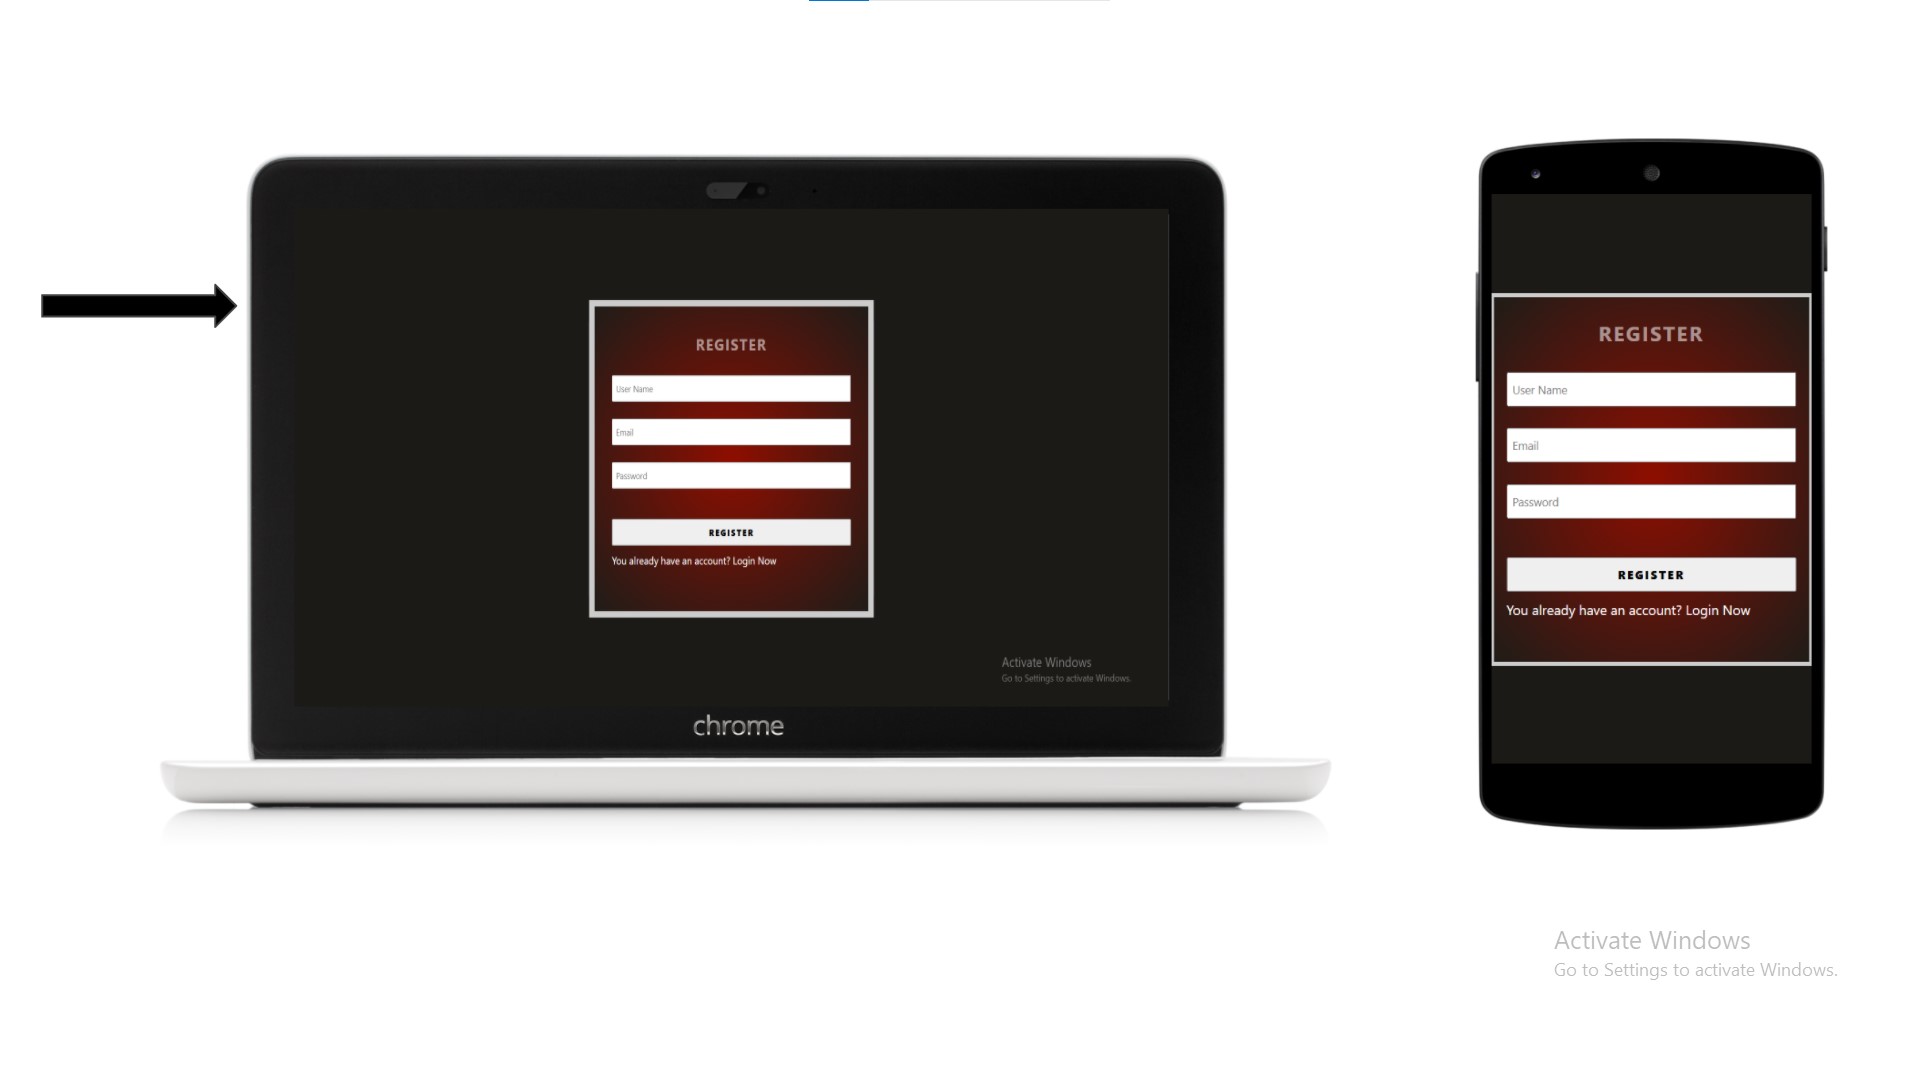 REGISTER
User Name
Email
Password
REGISTER
You already have an account? Login Now
Activate Windows
Go to Settings to activate Windows.
chrome
REGISTER
User Name
Email
Password
REGISTER
You already have an account? Login Now
Activate Windows
Go to Settings to activate Windows.